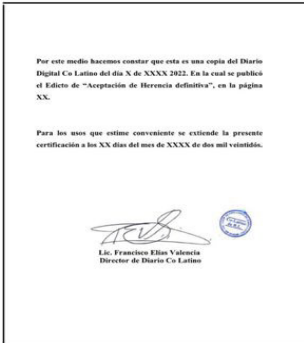 Por este medio hacemos constar que esta es una copia del Diario
Digital Co Latino del día X de XXXX 2022. En la cual se publicó
el Edicto de “Aceptación de Herencia definitiva”, en la página
XX.
Para los usos que estime conveniente se extiende la presente
certificación a los XX días del mes de XXXX de dos mil veintidós.
Lic. Francisco Elías Valencia
Director de Diario Co Latino